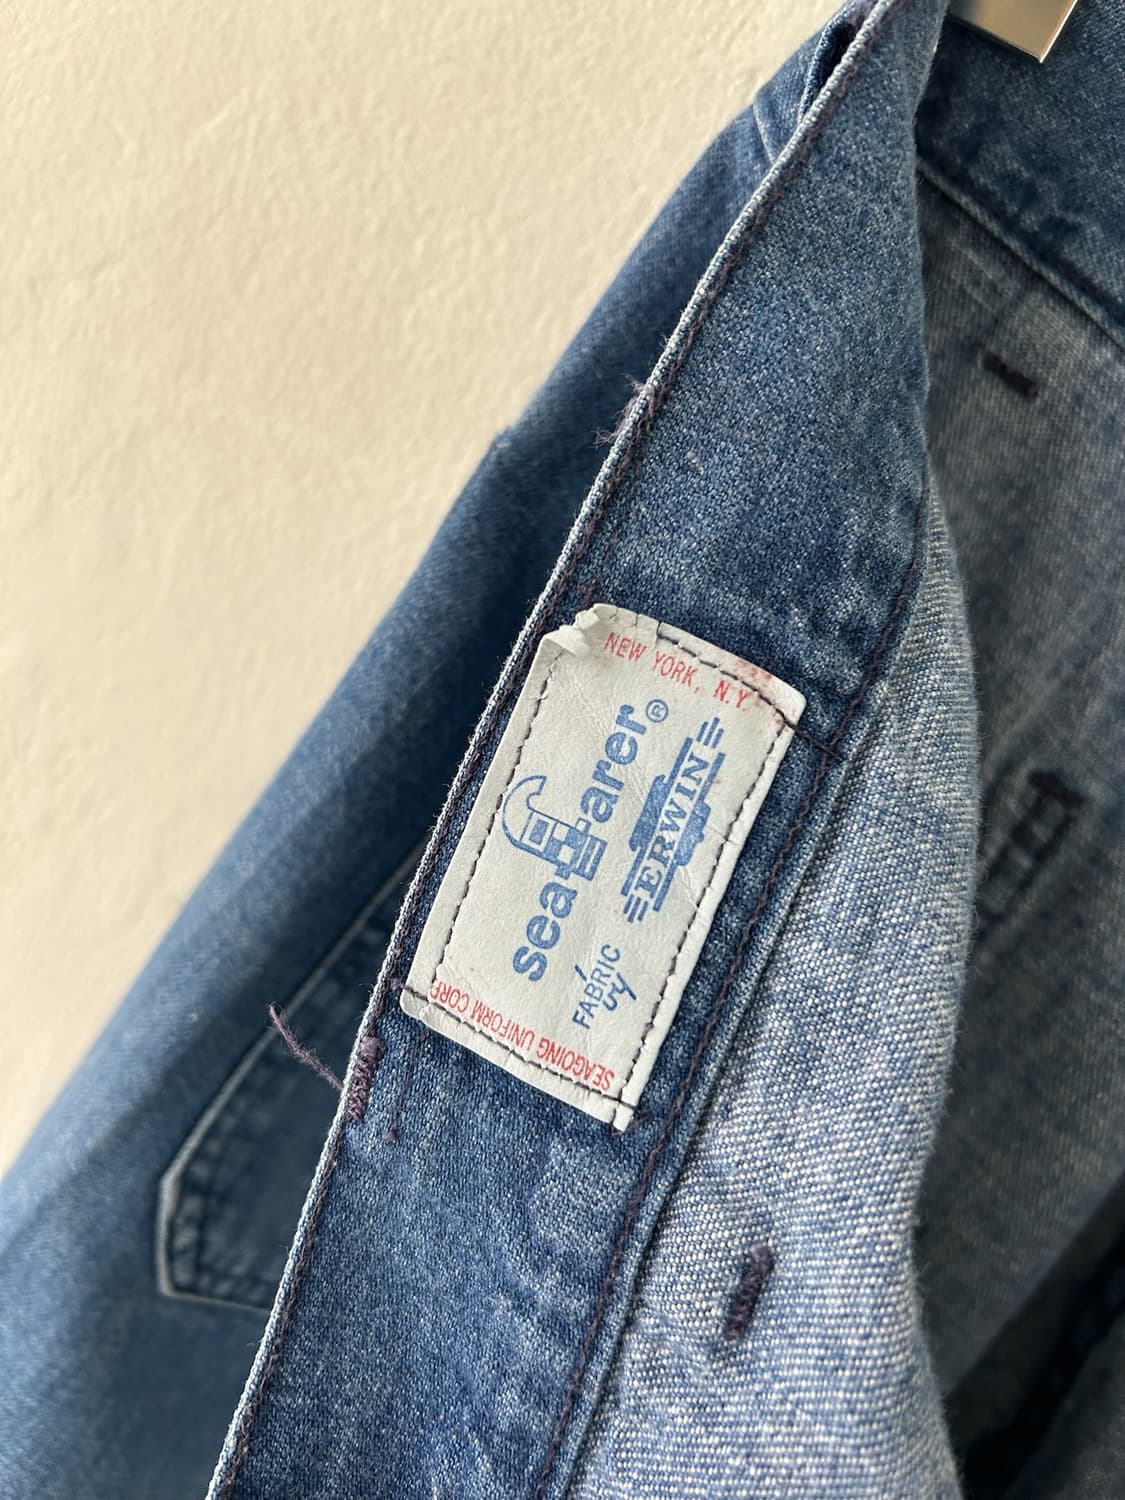 seafarer®
FABRIC by
ERWIN
NEW YORK, N.Y.
SEAGOING UNIFORM CORP.